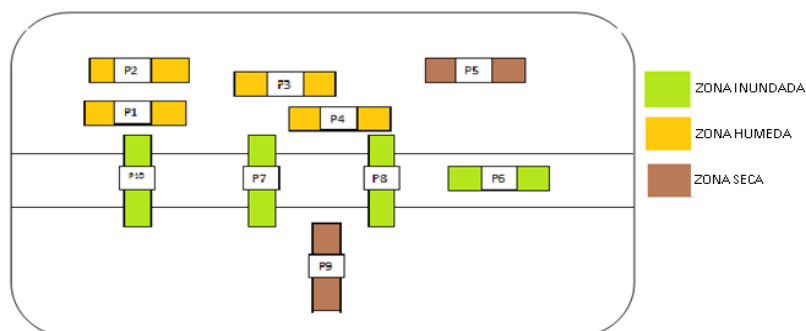 P2
P5
P3
P1
P4
P10
P7
P8
P6
P9
ZONA INUNDADA
ZONA HUMEDA
ZONA SECA